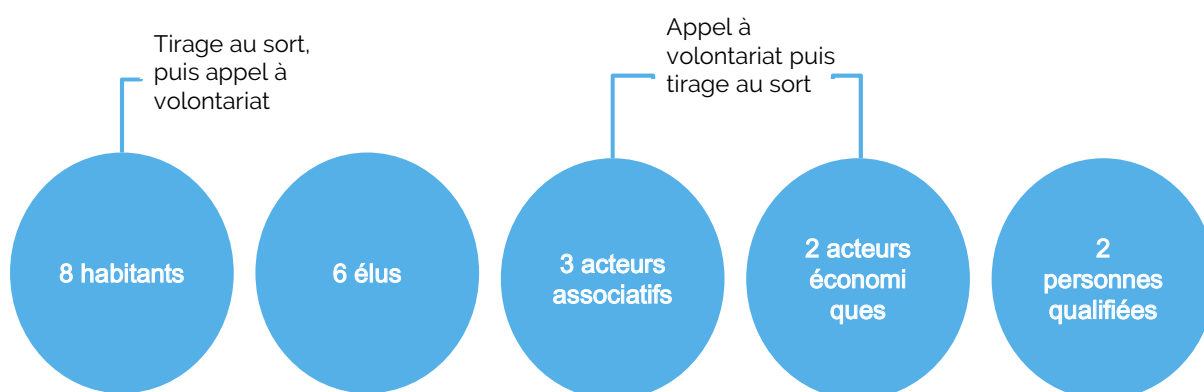 Tirage au sort,
puis appel à
volontariat
Appel à
volontariat puis
tirage au sort
8 habitants
6 élus
3 acteurs
associatifs
2 acteurs
économi
ques
2
personnes
qualifiées